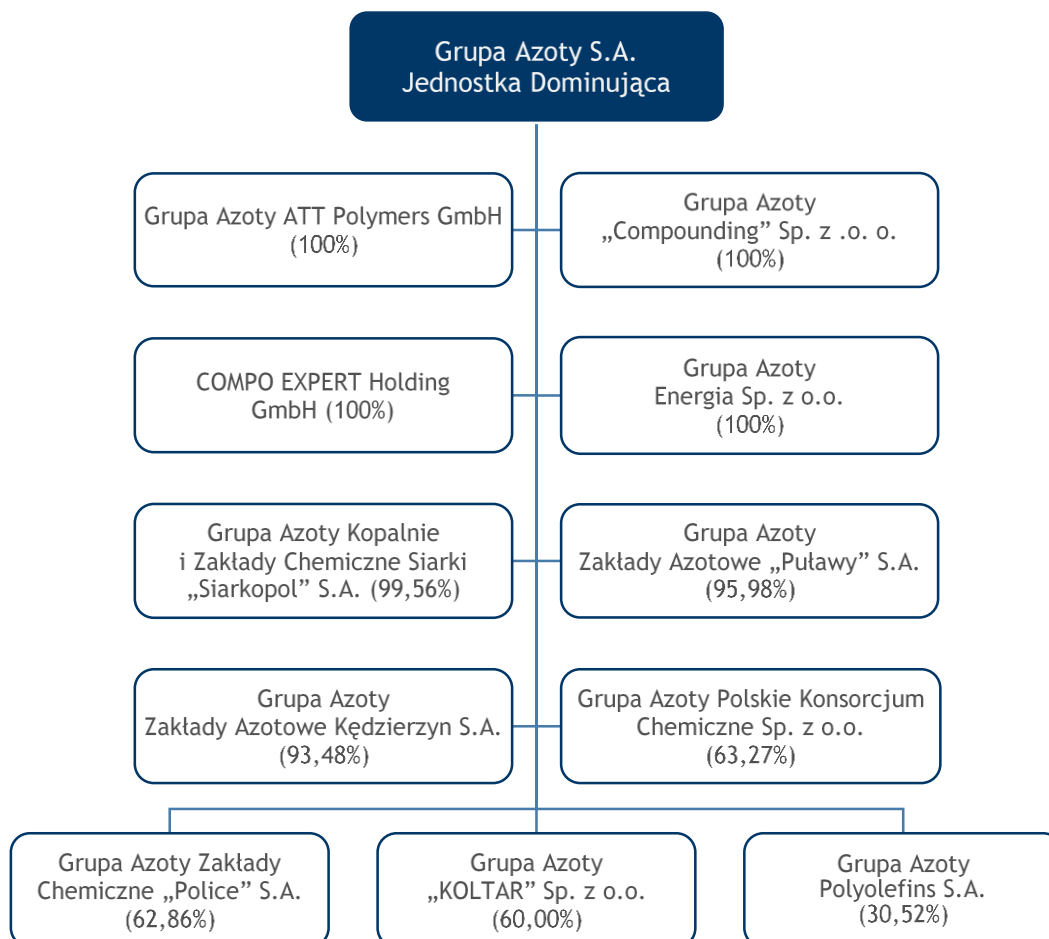 Grupa Azoty S.A.
Jednostka Dominująca
Grupa Azoty ATT Polymers GmbH
(100%)
Grupa Azoty
„Compounding” Sp. z .o. o.
(100%)
COMPO EXPERT Holding
GmbH (100%)
Grupa Azoty
Energia Sp. z o.o.
(100%)
Grupa Azoty Kopalnie
i Zakłady Chemiczne Siarki
„Siarkopol” S.A. (99,56%)
Grupa Azoty
Zakłady Azotowe „Puławy” S.A.
(95,98%)
Grupa Azoty
Zakłady Azotowe Kędzierzyn S.A.
(93,48%)
Grupa Azoty Polskie Konsorcjum
Chemiczne Sp. z o.o.
(63,27%)
Grupa Azoty Zakłady
Chemiczne „Police” S.A.
(62,86%)
Grupa Azoty
„KOLTAR” Sp. z o.o.
(60,00%)
Grupa Azoty
Polyolefins S.A.
(30,52%)